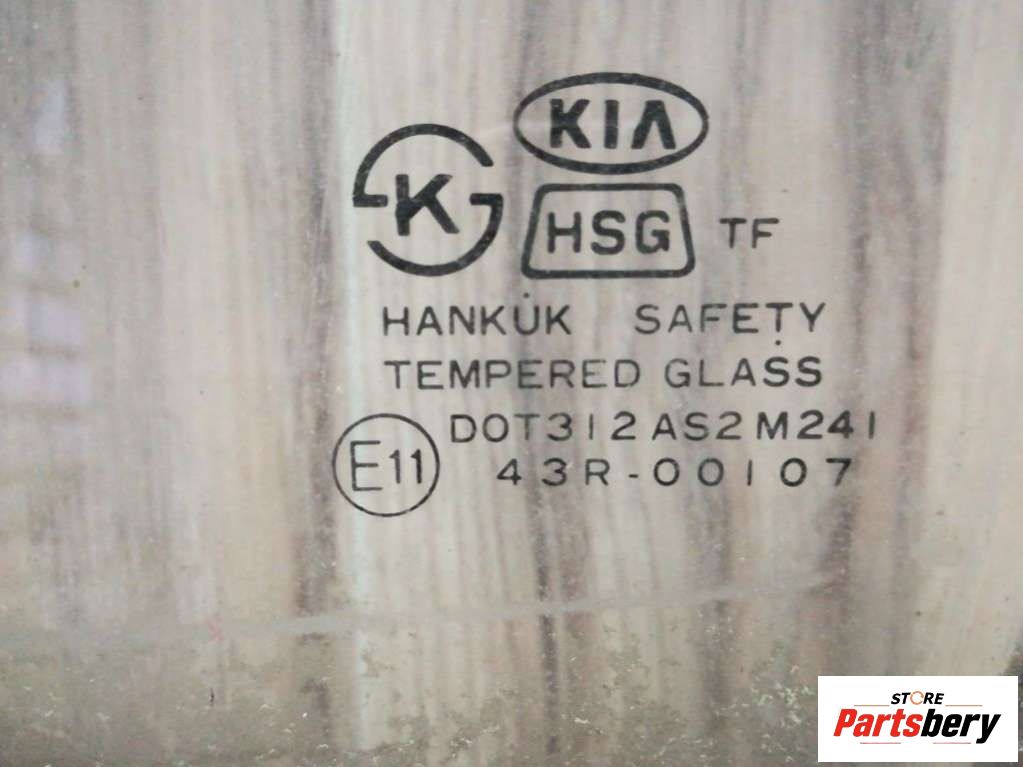 KIA
K
HSG TF
HANKUK SAFETY
TEMPERED GLASS
E11 DOT312 AS2 M241
43R-00107
STORE
Partsbery